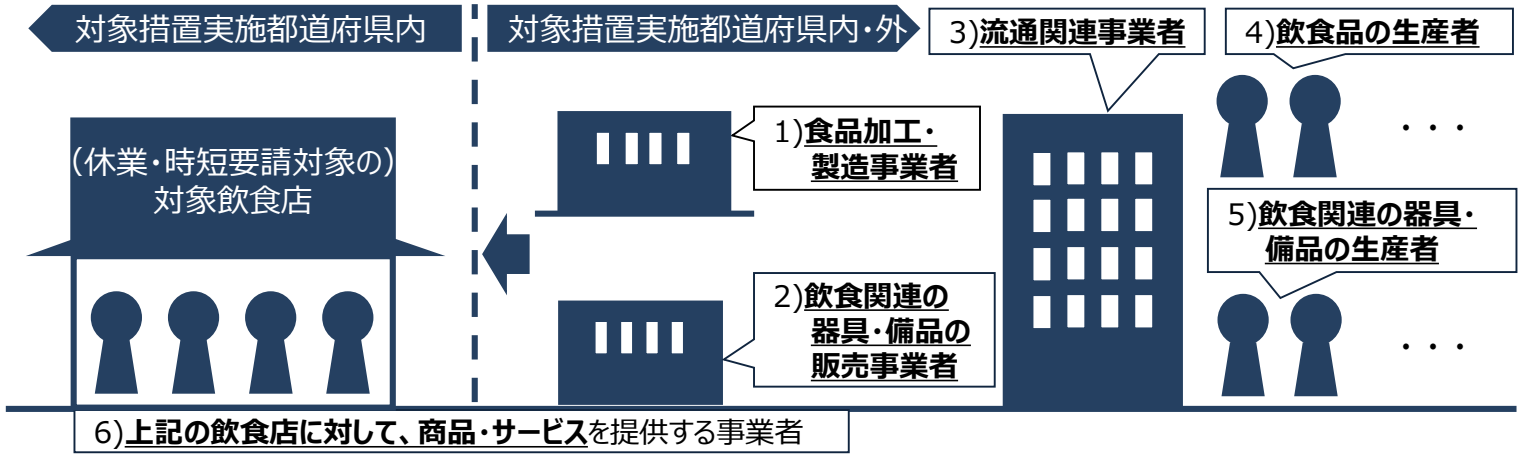 対象措置実施都道府県内
対象措置実施都道府県内・外
3)流通関連事業者
4)飲食品の生産者
(休業・時短要請対象の)
対象飲食店
1)食品加工・
製造事業者
・・・
5)飲食関連の器具・
備品の生産者
2)飲食関連の
器具・備品の
販売事業者
・・・
6)上記の飲食店に対して、商品・サービスを提供する事業者